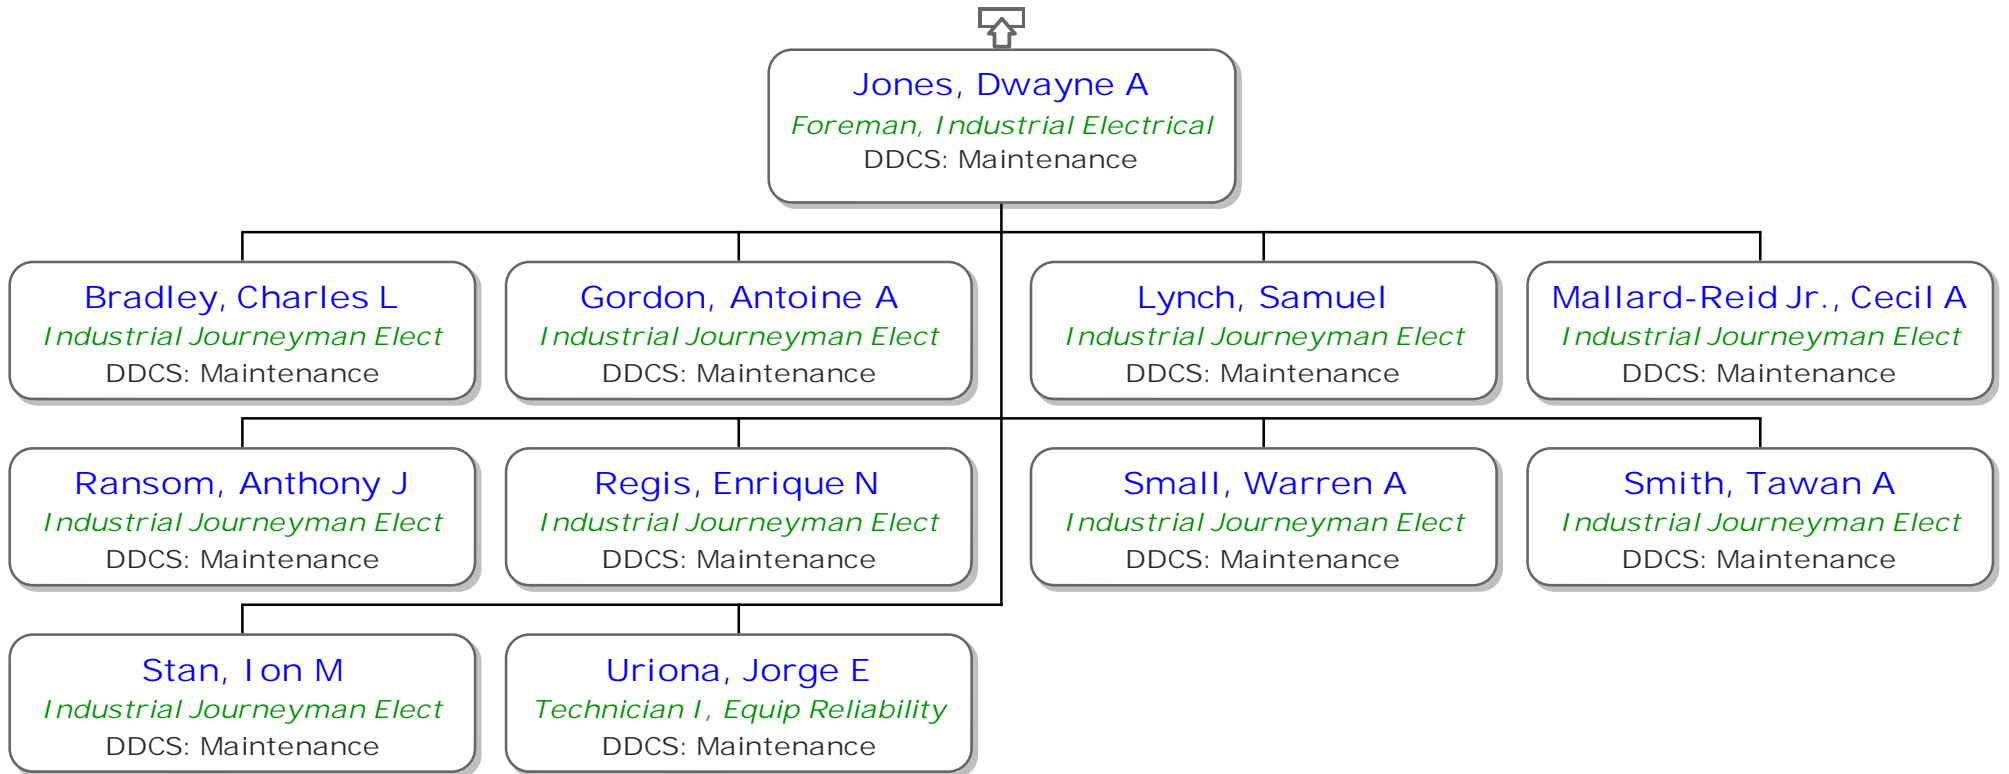 Jones, Dwayne A
Foreman, Industrial Electrical
DDCS: Maintenance
Bradley, Charles L
Industrial Journeyman Elect
DDCS: Maintenance
Gordon, Antoine A
Industrial Journeyman Elect
DDCS: Maintenance
Lynch, Samuel
Industrial Journeyman Elect
DDCS: Maintenance
Mallard-Reid Jr., Cecil A
Industrial Journeyman Elect
DDCS: Maintenance
Ransom, Anthony J
Industrial Journeyman Elect
DDCS: Maintenance
Regis, Enrique N
Industrial Journeyman Elect
DDCS: Maintenance
Small, Warren A
Industrial Journeyman Elect
DDCS: Maintenance
Smith, Tawan A
Industrial Journeyman Elect
DDCS: Maintenance
Stan, Ion M
Industrial Journeyman Elect
DDCS: Maintenance
Uriona, Jorge E
Technician I, Equip Reliability
DDCS: Maintenance